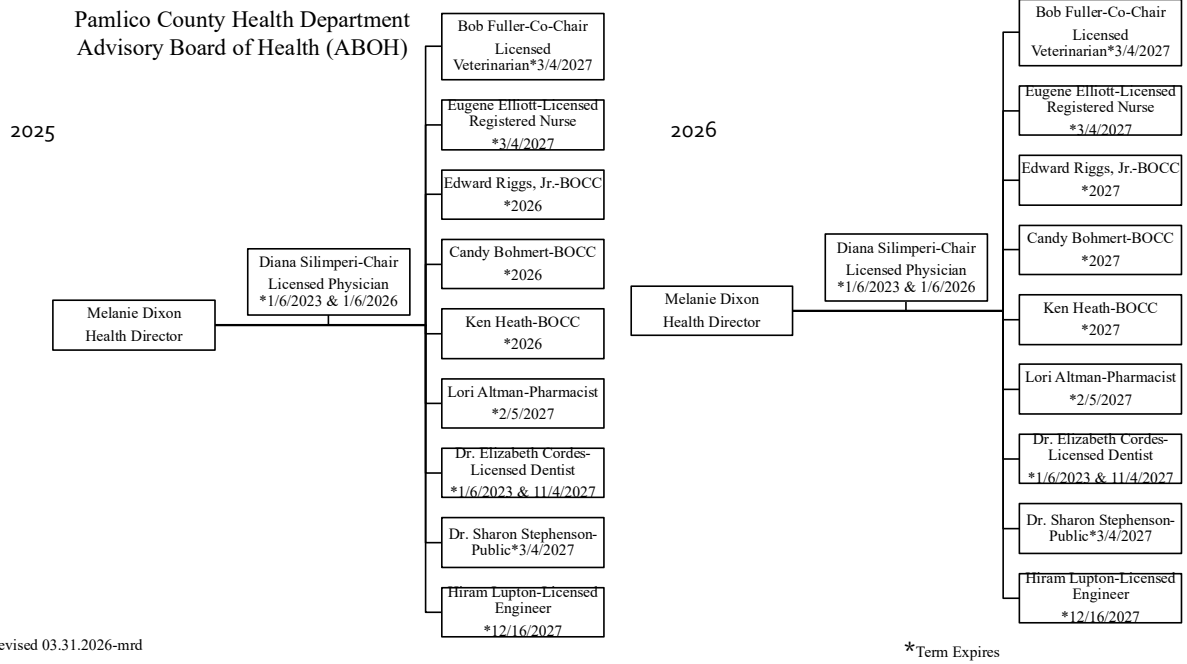 Pamlico County Health Department
Advisory Board of Health (ABOH)
2025
Melanie Dixon
Health Director
Diana Silimperi-Chair
Licensed Physician
*1/6/2023 & 1/6/2026
Bob Fuller-Co-Chair
Licensed
Veterinarian*3/4/2027
Eugene Elliott-Licensed
Registered Nurse
*3/4/2027
Edward Riggs, Jr.-BOCC
*2026
Candy Bohmert-BOCC
*2026
Ken Heath-BOCC
*2026
Lori Altman-Pharmacist
*2/5/2027
Dr. Elizabeth Cordes-
Licensed Dentist
*1/6/2023 & 11/4/2027
Dr. Sharon Stephenson-
Public*3/4/2027
Hiram Lupton-Licensed
Engineer
*12/16/2027
evised 03.31.2026-mrd
2026
Melanie Dixon
Health Director
Diana Silimperi-Chair
Licensed Physician
*1/6/2023 & 1/6/2026
Bob Fuller-Co-Chair
Licensed
Veterinarian*3/4/2027
Eugene Elliott-Licensed
Registered Nurse
*3/4/2027
Edward Riggs, Jr.-BOCC
*2027
Candy Bohmert-BOCC
*2027
Ken Heath-BOCC
*2027
Lori Altman-Pharmacist
*2/5/2027
Dr. Elizabeth Cordes-
Licensed Dentist
*1/6/2023 & 11/4/2027
Dr. Sharon Stephenson-
Public*3/4/2027
Hiram Lupton-Licensed
Engineer
*12/16/2027
*Term Expires